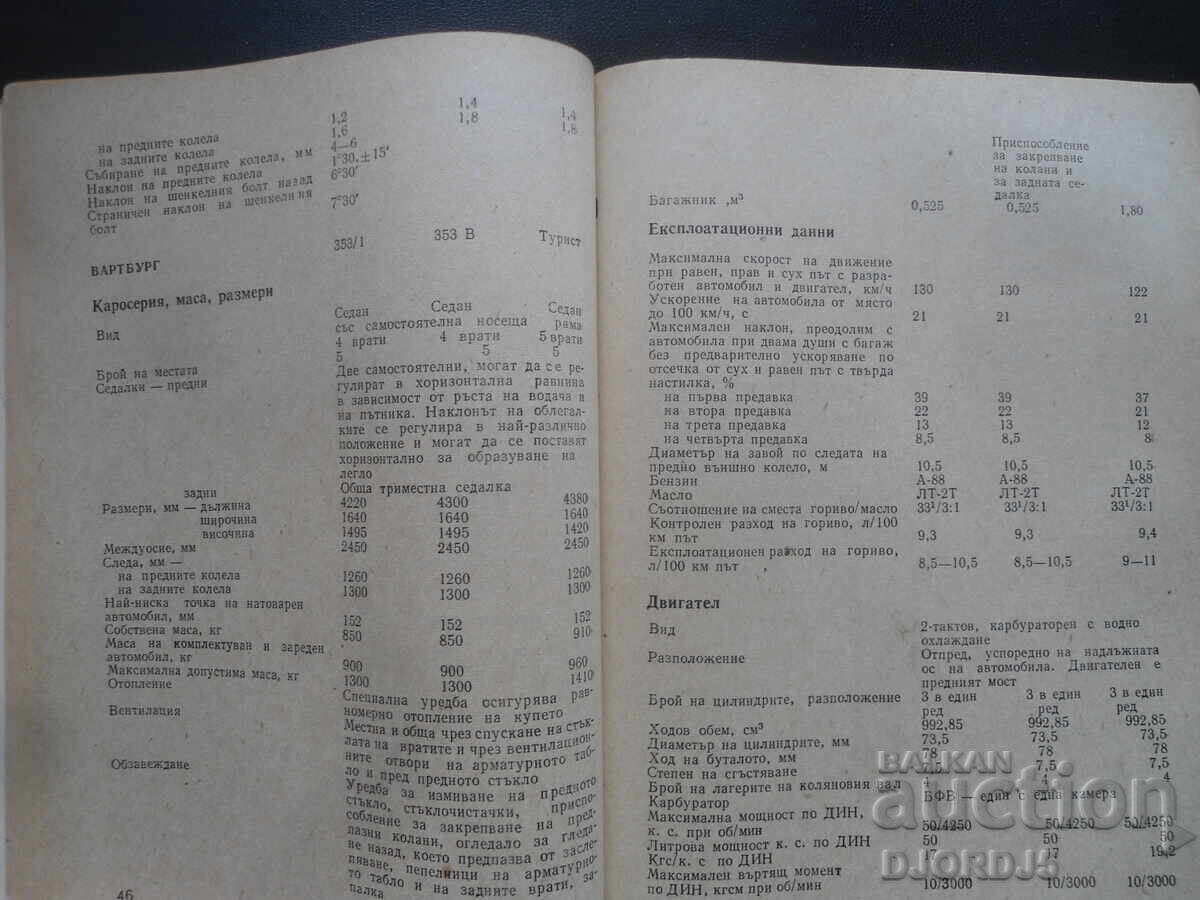 1,4
1,2 1,8 1,4
на предните колела 1,6 1,8
на задните колела 4—6
Събиране на предните колела, мм 1°30.±15′
Наклон на предните колела 6°30′
Наклон на шенкелния болт назад
Страничен наклон на шенкелния 7°30′
болт
353/1 353 В Турист
ВАРТБУРГ
Каросерия, маса, размери
Вид Седан Седан Седан
със самостоятелна носеща рама
4 врати 4 врати 5 врати
Брой на местата 5 5 5
Седалки — предни Две самостоятелни, могат да се ре-
гулират в хоризонтална равнина
в зависимост от ръста на водача и
на пътника. Наклонът на облегал-
ките се регулира в най-различно
положение и могат да се поставят
хоризонтално за образуване на
легло
задни Обща триместна седалка
Размери, мм — дължина 4220 4300 4380
широчина 1640 1640 1640
височина 1495 1495 1420
Междуосие, мм 2450 2450 2450
Следа, мм —
на предните колела 1260 1260 1260
на задните колела 1300 1300 1300
Най-ниска точка на натоварен
автомобил, мм 152 152 152
Собствена маса, кг 850 850 910
Маса на комплектуван и зареден
автомобил, кг 900 900 960
Максимална допустима маса, кг 1300 1300 1410
Отопление Специална уредба осигурява рав-
номерно отопление на купето
Вентилация Местна и обща чрез спускане на стък-
лата на вратите и чрез вентилацион-
ните отвори на арматурното таб-
ло и пред предното стъкло
Обзавеждане Уредба за измиване на предното
стъкло, стъклочистачки, приспо-
собление за закрепване на пред-
пазни колани, огледало за гледа-
не назад, което предпазва от засле-
пяване, пепелници на арматурно-
то табло и на задните врати, за-
палка
46
Приспособление
за закрепване
на колани и
за задната се-
далка
Багажник ,м³ 0,525 0,525 1,80
Експлоатационни данни
Максимална скорост на движение
при равен, прав и сух път с разра-
ботен автомобил и двигател, км/ч 130 130 122
Ускорение на автомобила от място
до 100 км/ч, с 21 21 21
Максимален наклон, преодолим с
автомобила при двама души с багаж
без предварително ускоряване по
отсечка от сух и равен път с твърда
настилка, %
на първа предавка 39 39 37
на втора предавка 22 22 21
на трета предавка 13 13 12
на четвърта предавка 8,5 8,5 8
Диаметър на завой по следата на
предно външно колело, м 10,5 10,5 10,5
Бензин А-88 А-88 А-88
Масло ЛТ-2Т ЛТ-2Т ЛТ-2Т
Съотношение на сместа гориво/масло 33¹/3:1 33¹/3:1 33¹/3:1
Контролен разход на гориво, л/100
км път 9,3 9,3 9,4
Експлоатационен разход на гориво,
л/100 км път 8,5—10,5 8,5—10,5 9—11
Двигател
Вид 2-тактов, карбураторен с водно
охлаждане
Разположение Отпред, успоредно на надлъжната
ос на автомобила. Двигателен е
предният мост
Брой на цилиндрите, разположение 3 в един 3 в един 3 в един
ред ред ред
Ходов обем, см³ 992,85 992,85 992,85
Диаметър на цилиндрите, мм 73,5 73,5 73,5
Ход на буталото, мм 78 78 78
Степен на сгъстяване 7,5 7,5 7,5
Брой на лагерите на коляновия вал 4 4 4
Карбуратор БФВ — един с една камера
Максимална мощност по ДИН,
к. с. при об/мин 50/4250 50/4250 50/4250
Литрова мощност к. с. по ДИН 50 50 50
Кгс/к. с по ДИН 17 17 19,2
Максимален въртящ момент
по ДИН, кгсм при об/мин 10/3000 10/3000 10/3000
BALKAN
auction
DJORDJ5